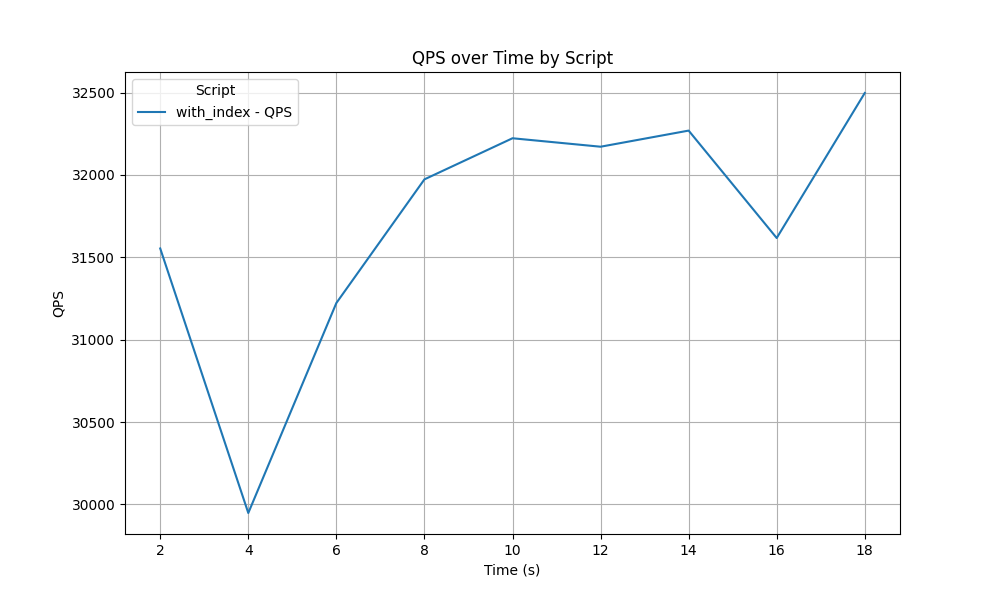 QPS over Time by Script
Script
with_index - QPS
QPS
32500
32000
31500
31000
30500
30000
2 4 6 8 10 12 14 16 18
Time (s)